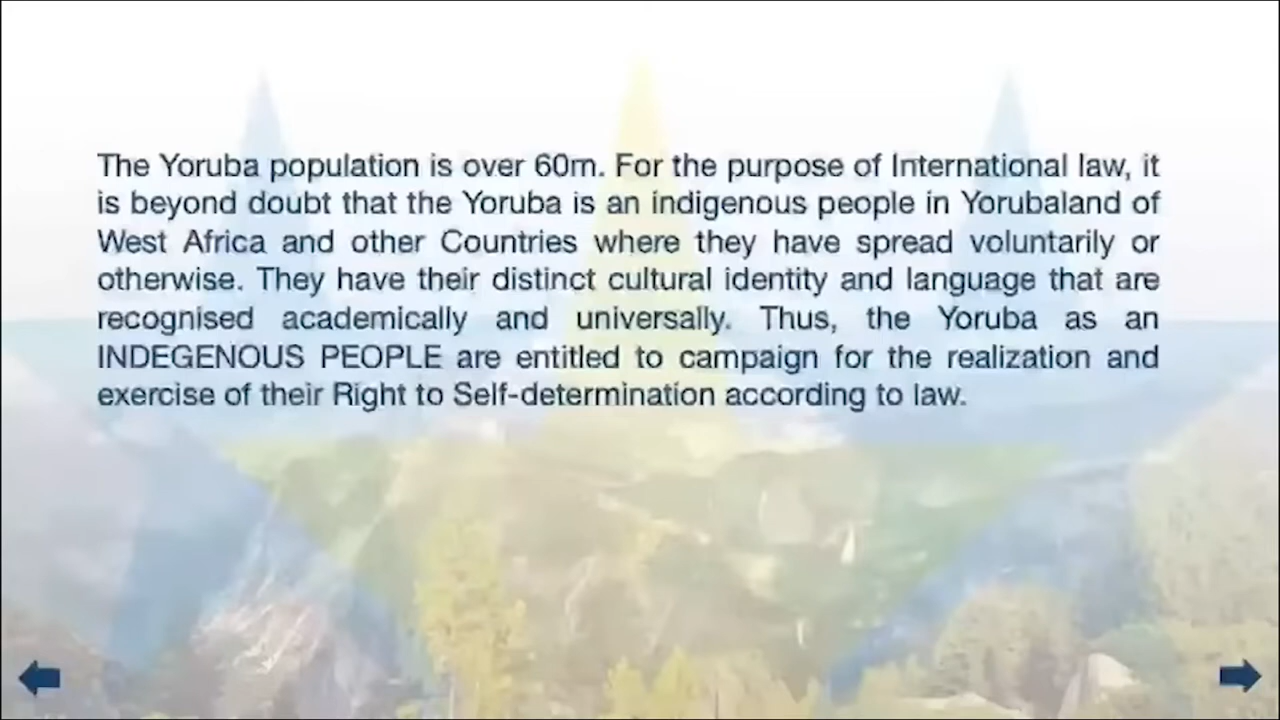 The Yoruba population is over 60m. For the purpose of International law, it
is beyond doubt that the Yoruba is an indigenous people in Yorubaland of
West Africa and other Countries where they have spread voluntarily or
otherwise. They have their distinct cultural identity and language that are
recognised academically and universally. Thus, the Yoruba as an
INDEGENOUS PEOPLE are entitled to campaign for the realization and
exercise of their Right to Self-determination according to law.